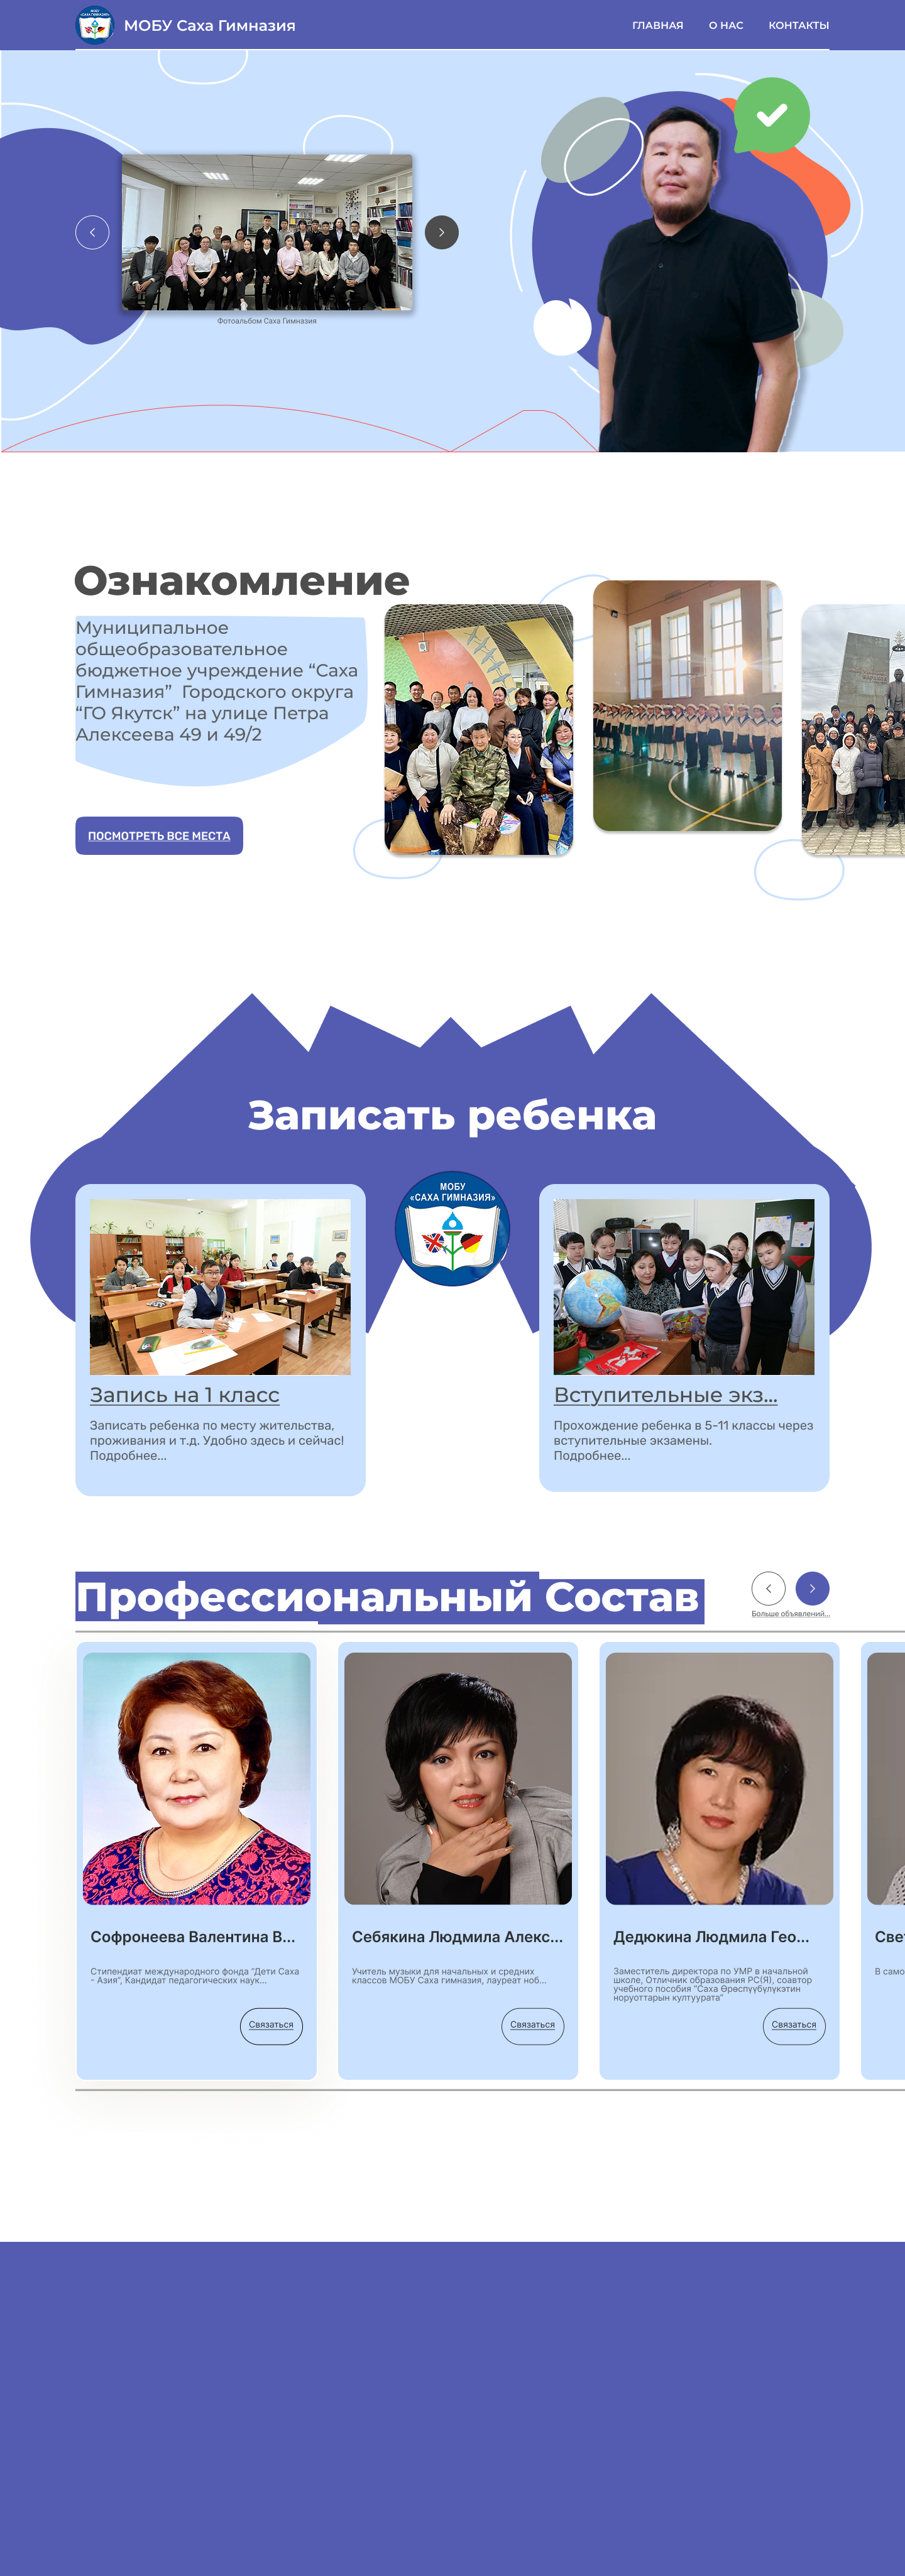 МОБУ Саха Гимназия
ГЛАВНАЯ
О НАС
КОНТАКТЫ
Фотоальбом Саха Гимназия
Ознакомление
Муниципальное
общеобразовательное
бюджетное учреждение “Саха
Гимназия”  Городского округа
“ГО Якутск” на улице Петра
Алексеева 49 и 49/2
ПОСМОТРЕТЬ ВСЕ МЕСТА
Записать ребенка
МОБУ
«САХА ГИМНАЗИЯ»
Запись на 1 класс
Записать ребенка по месту жительства,
проживания и т.д. Удобно здесь и сейчас!
Подробнее...
Вступительные экз...
Прохождение ребенка в 5-11 классы через
вступительные экзамены.
Подробнее...
Профессиональный Состав
Больше объявлений...
Софронеева Валентина В...
Стипендиат международного фонда “Дети Саха
- Азия”, Кандидат педагогических наук...
Связаться
Себякина Людмила Алекс...
Учитель музыки для начальных и средних
классов МОБУ Саха гимназия, лауреат ноб...
Связаться
Дедюкина Людмила Гео...
Заместитель директора по УМР в начальной
школе, Отличник образования РС(Я), соавтор
учебного пособия “Саха Өрөспүүбүлүкэтин
норуоттарын култуурата”
Связаться
Све
В само